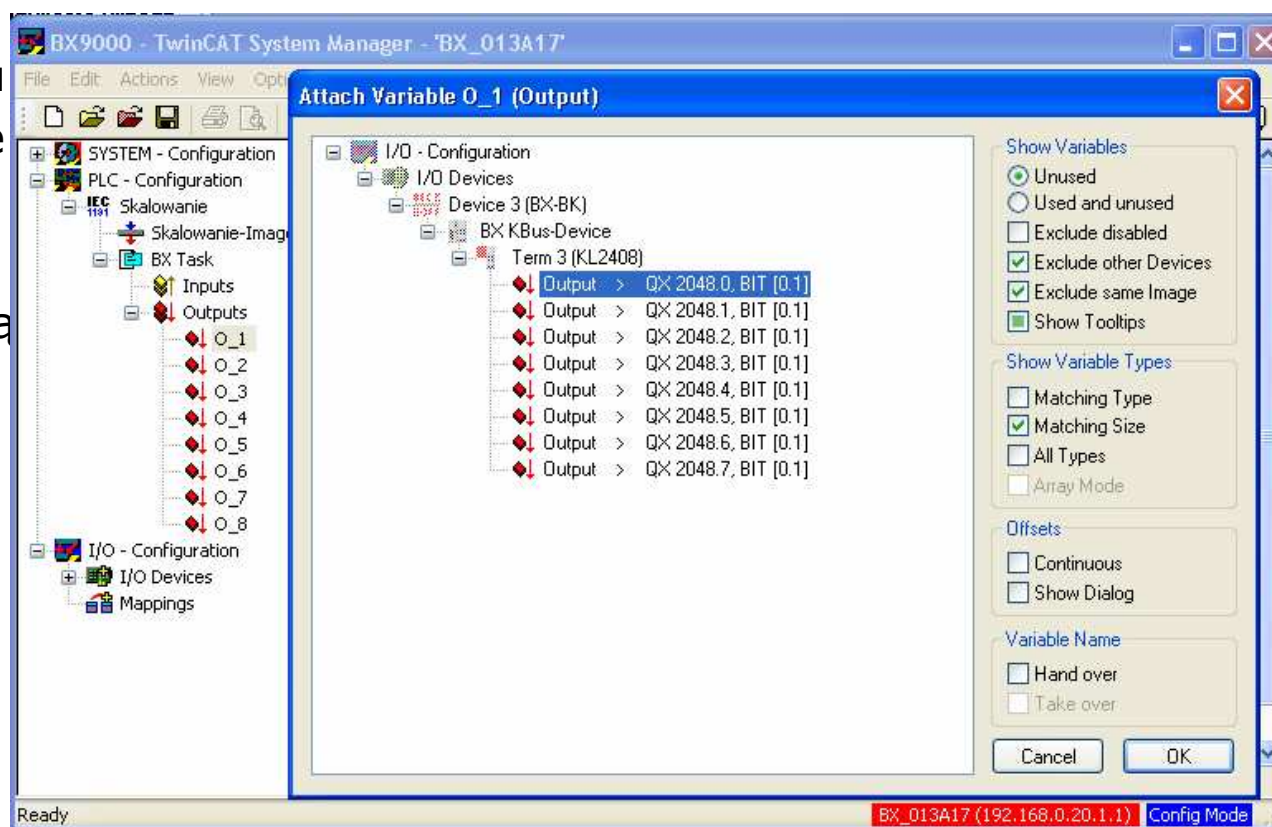 BX9000 - TwinCAT System Manager - 'BX_013A17'
File Edit Actions View
Attach Variable O_1 (Output)
SYSTEM - Configuration
PLC - Configuration
Skalowanie
Skalowanie-Imag
BX Task
Inputs
Outputs
O_1
O_2
O_3
O_4
O_5
O_6
O_7
O_8
I/O - Configuration
I/O Devices
Mappings
I/O - Configuration
I/O Devices
Device 3 (BX-BK)
BX KBus-Device
Term 3 (KL2408)
Output > QX 2048.0, BIT [0.1]
Output > QX 2048.1, BIT [0.1]
Output > QX 2048.2, BIT [0.1]
Output > QX 2048.3, BIT [0.1]
Output > QX 2048.4, BIT [0.1]
Output > QX 2048.5, BIT [0.1]
Output > QX 2048.6, BIT [0.1]
Output > QX 2048.7, BIT [0.1]
Show Variables
Unused
Used and unused
Exclude disabled
Exclude other Devices
Exclude same Image
Show Tooltips
Show Variable Types
Matching Type
Matching Size
All Types
Array Mode
Offsets
Continuous
Show Dialog
Variable Name
Hand over
Take over
Cancel OK
Ready BX_013A17 (192.168.0.20.1.1) Config Mode